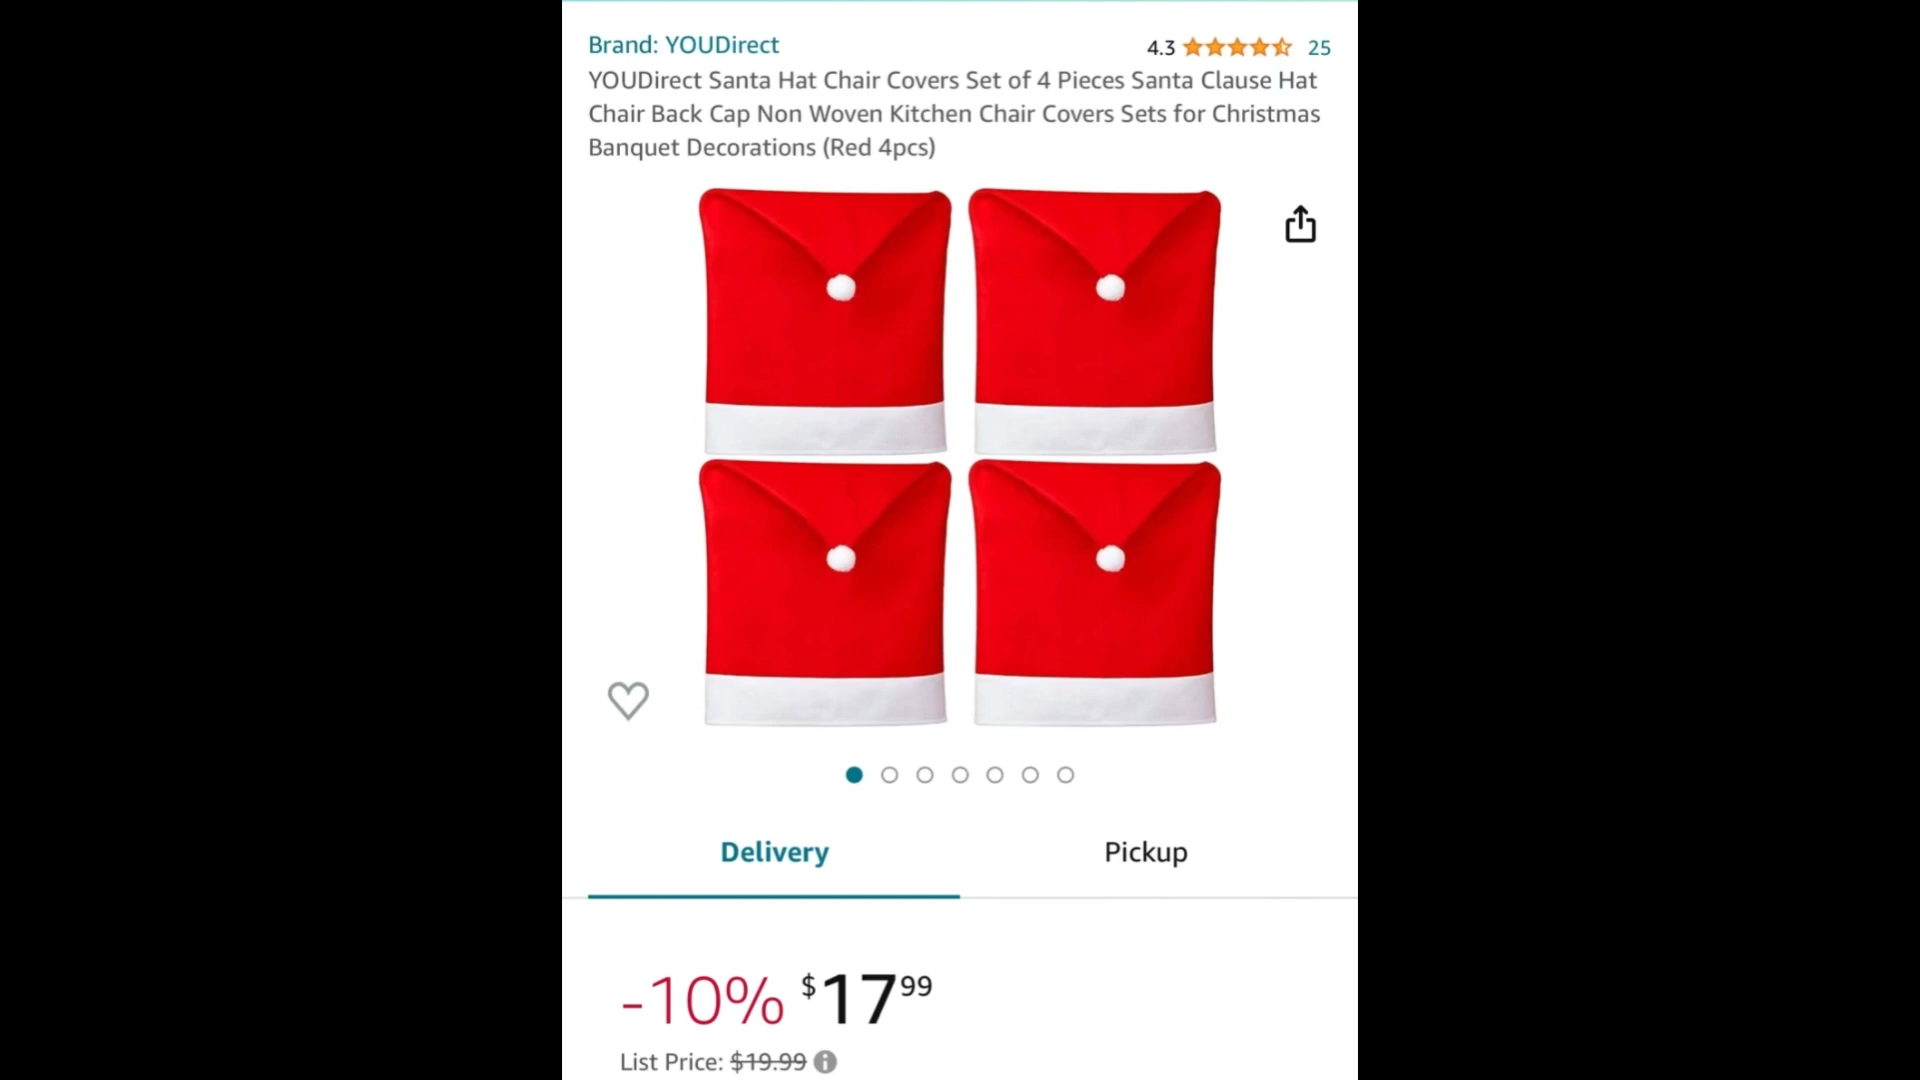 Brand: YOUDirect
4.3 25
YOUDirect Santa Hat Chair Covers Set of 4 Pieces Santa Clause Hat
Chair Back Cap Non Woven Kitchen Chair Covers Sets for Christmas
Banquet Decorations (Red 4pcs)
Delivery
Pickup
-10% $17 99
List Price: $19.99